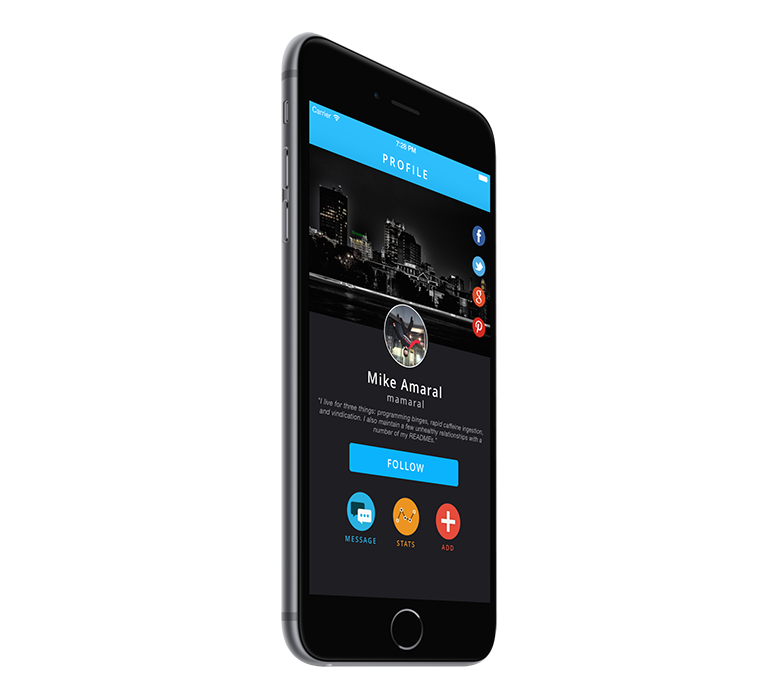 Carrier
7:28 PM
PROFILE
Mike Amaral
mamaral
"I live for three things: programming binges, rapid caffeine ingestion,
and vindication. I also maintain a few unhealthy relationships with a
number of my READMEs."
FOLLOW
MESSAGE
STATS
ADD